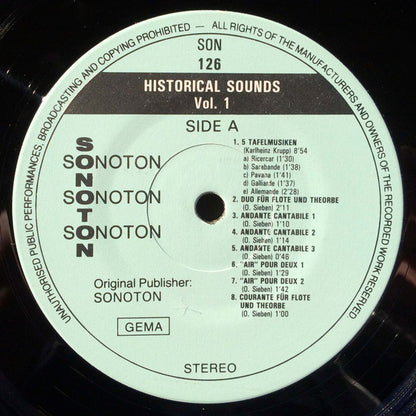 UNAUTHORISED PUBLIC PERFORMANCES, BROADCASTING AND COPYING PROHIBITED – ALL RIGHTS OF THE MANUFACTURERS AND OWNERS OF THE RECORDED WORK RESERVED
SON
126
HISTORICAL SOUNDS
Vol. 1
SIDE A
SONOTON
SONOTON
SONOTON
SONOTON
1. 5 TAFELMUSIKEN
(Karlheinz Krupp) 8'54
a) Ricercar (1'30)
b) Sarabande (1'38)
c) Pavana (1'41)
d) Galliarde (1'27)
e) Allemande (2'28)
2. DUO FÜR FLOTE UND THEORBE
(O. Sieben) 2'11
3. ANDANTE CANTABILE 1
(O. Sieben) 1'10
4. ANDANTE CANTABILE 2
(O. Sieben) 1'14
5. ANDANTE CANTABILE 3
(O. Sieben) 0'46
6. "AIR" POUR DEUX 1
(O. Sieben) 1'29
7. "AIR" POUR DEUX 2
(O. Sieben) 1'42
8. COURANTE FÜR FLOTE
UND THEORBE
(O. Sieben) 1'00
Original Publisher:
SONOTON
GEMA
STEREO